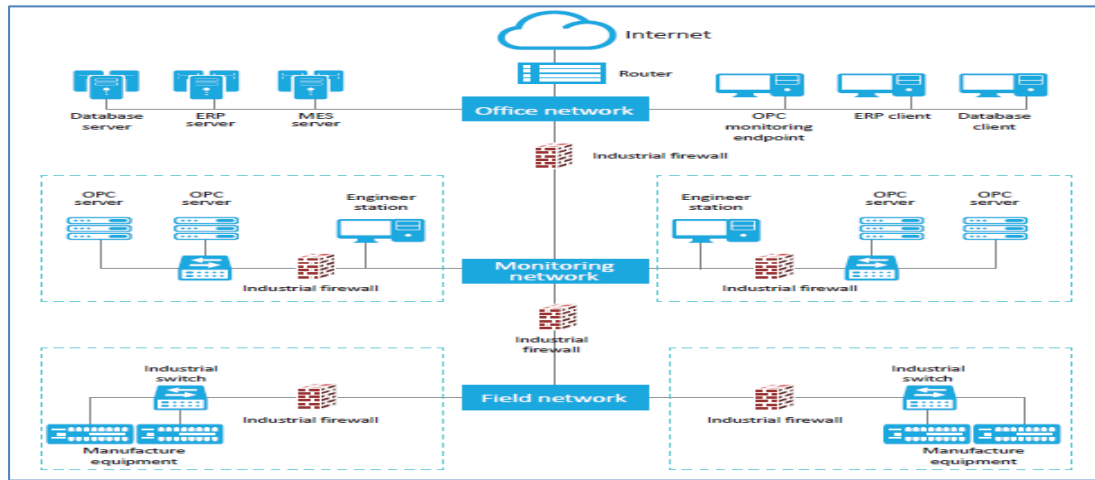 Internet
Router
Office network
Database
server
ERP
server
MES
server
OPC
monitoring
endpoint
ERP client
Database
client
Industrial firewall
OPC
server
OPC
server
Engineer
station
Industrial firewall
Monitoring
network
Engineer
station
OPC
server
OPC
server
Industrial firewall
Industrial
firewall
Industrial
switch
Industrial firewall
Manufacture
equipment
Field network
Industrial
switch
Industrial firewall
Manufacture
equipment